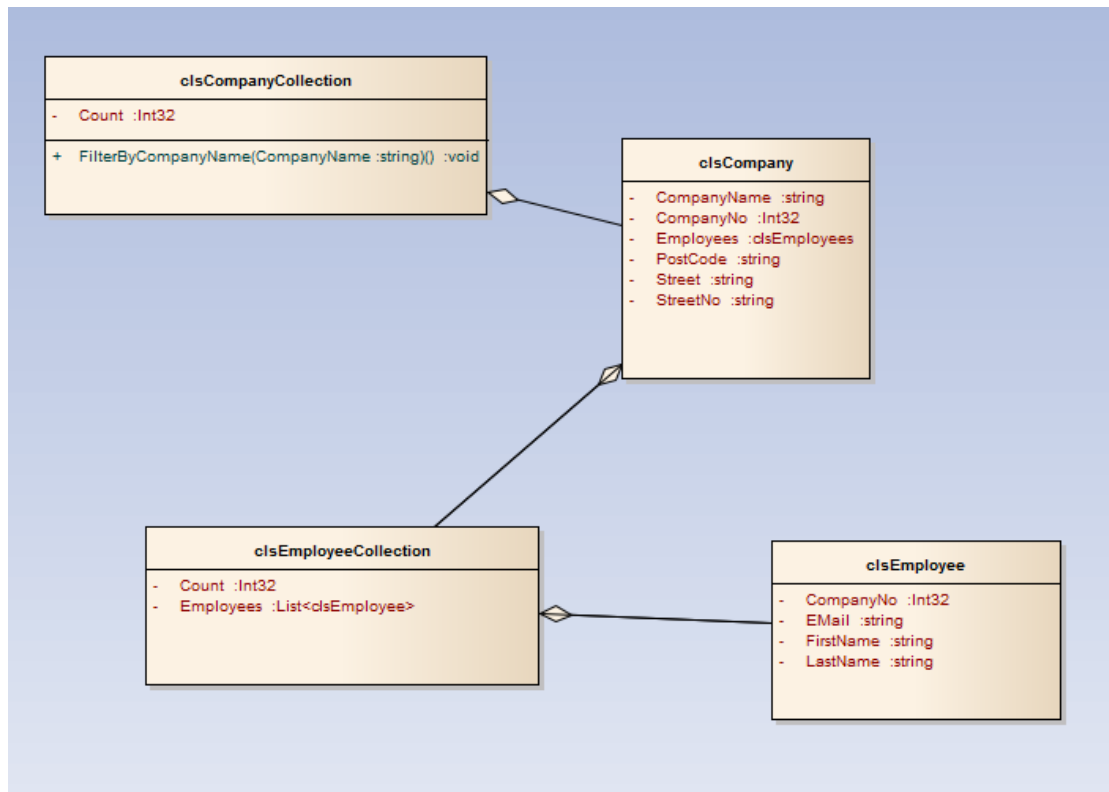 clsCompanyCollection
- Count :Int32
+ FilterByCompanyName(CompanyName :string)() :void
clsCompany
- CompanyName :string
- CompanyNo :Int32
- Employees :clsEmployees
- PostCode :string
- Street :string
- StreetNo :string
clsEmployeeCollection
- Count :Int32
- Employees :List<clsEmployee>
clsEmployee
- CompanyNo :Int32
- EMail :string
- FirstName :string
- LastName :string